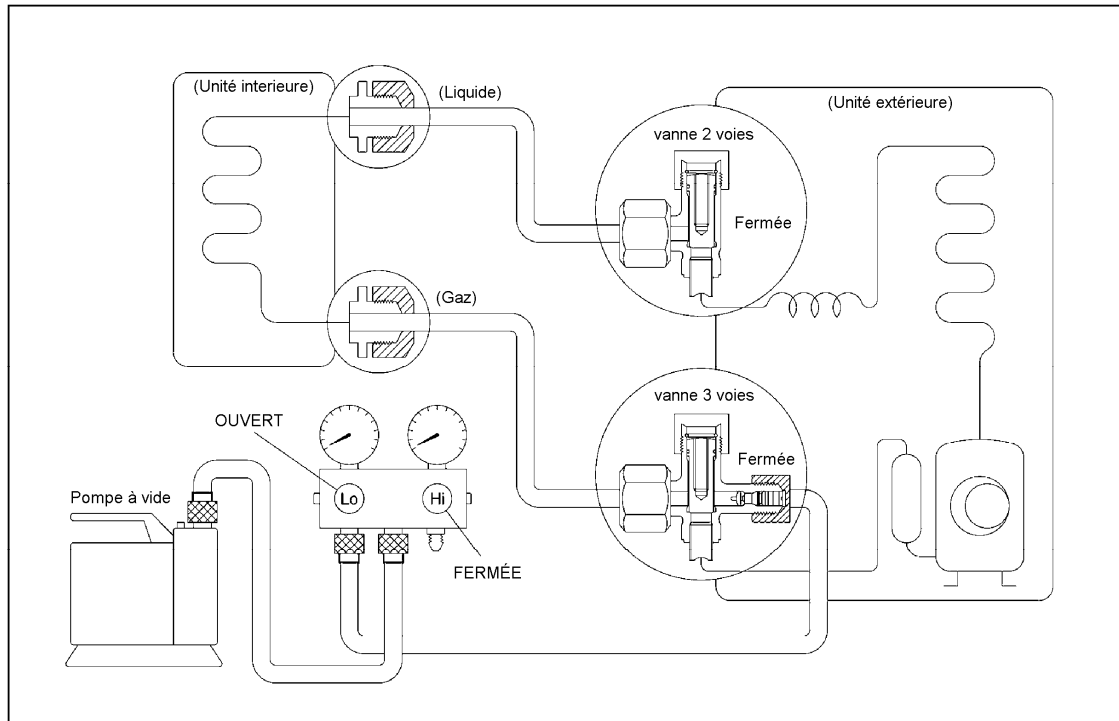 (Unité interieure)
(Liquide)
(Unité extérieure)
vanne 2 voies
Fermée
(Gaz)
vanne 3 voies
Fermée
OUVERT
Lo
Hi
Pompe à vide
FERMÉE